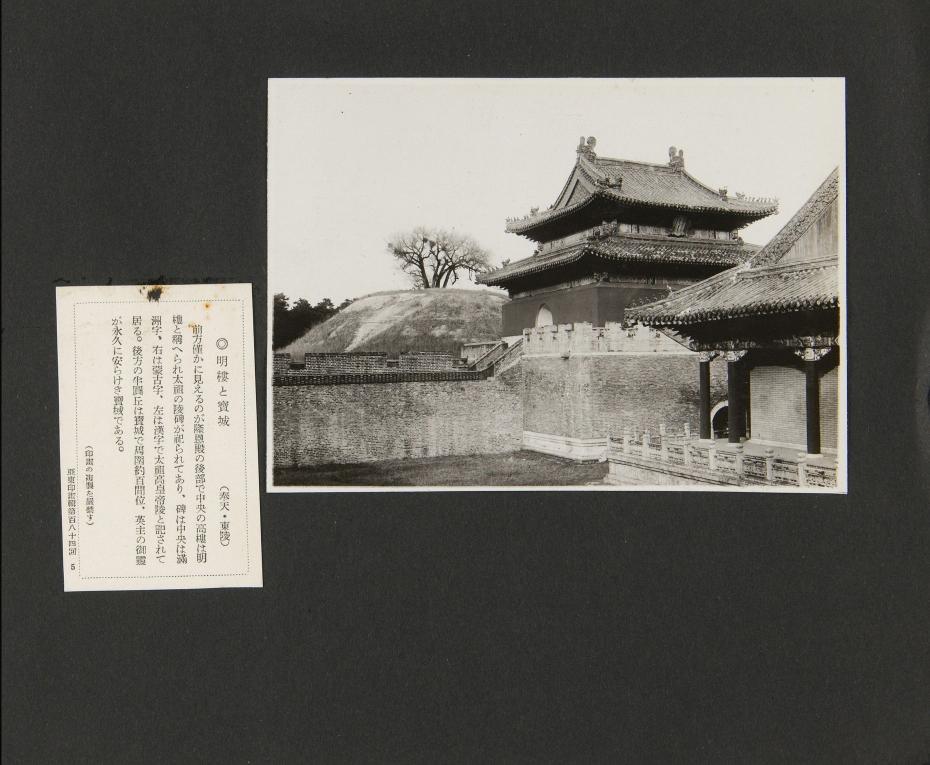 ◎明樓と寶城　（奉天・東陵）
前方僅かに見えるのが隆恩殿の後部で中央の高樓は明
樓と稱へられ太祖の陵碑が祀られてあり、碑は中央は滿
洲字、右は蒙古字、左は漢字で太祖高皇帝陵と記されて
居る。後方の半圓丘は寶城で周圍約百間位、英主の御靈
が永久に安らけき寶城である。
（印畫の複製を嚴禁す）
亞東印畫輯第百八十四回　5